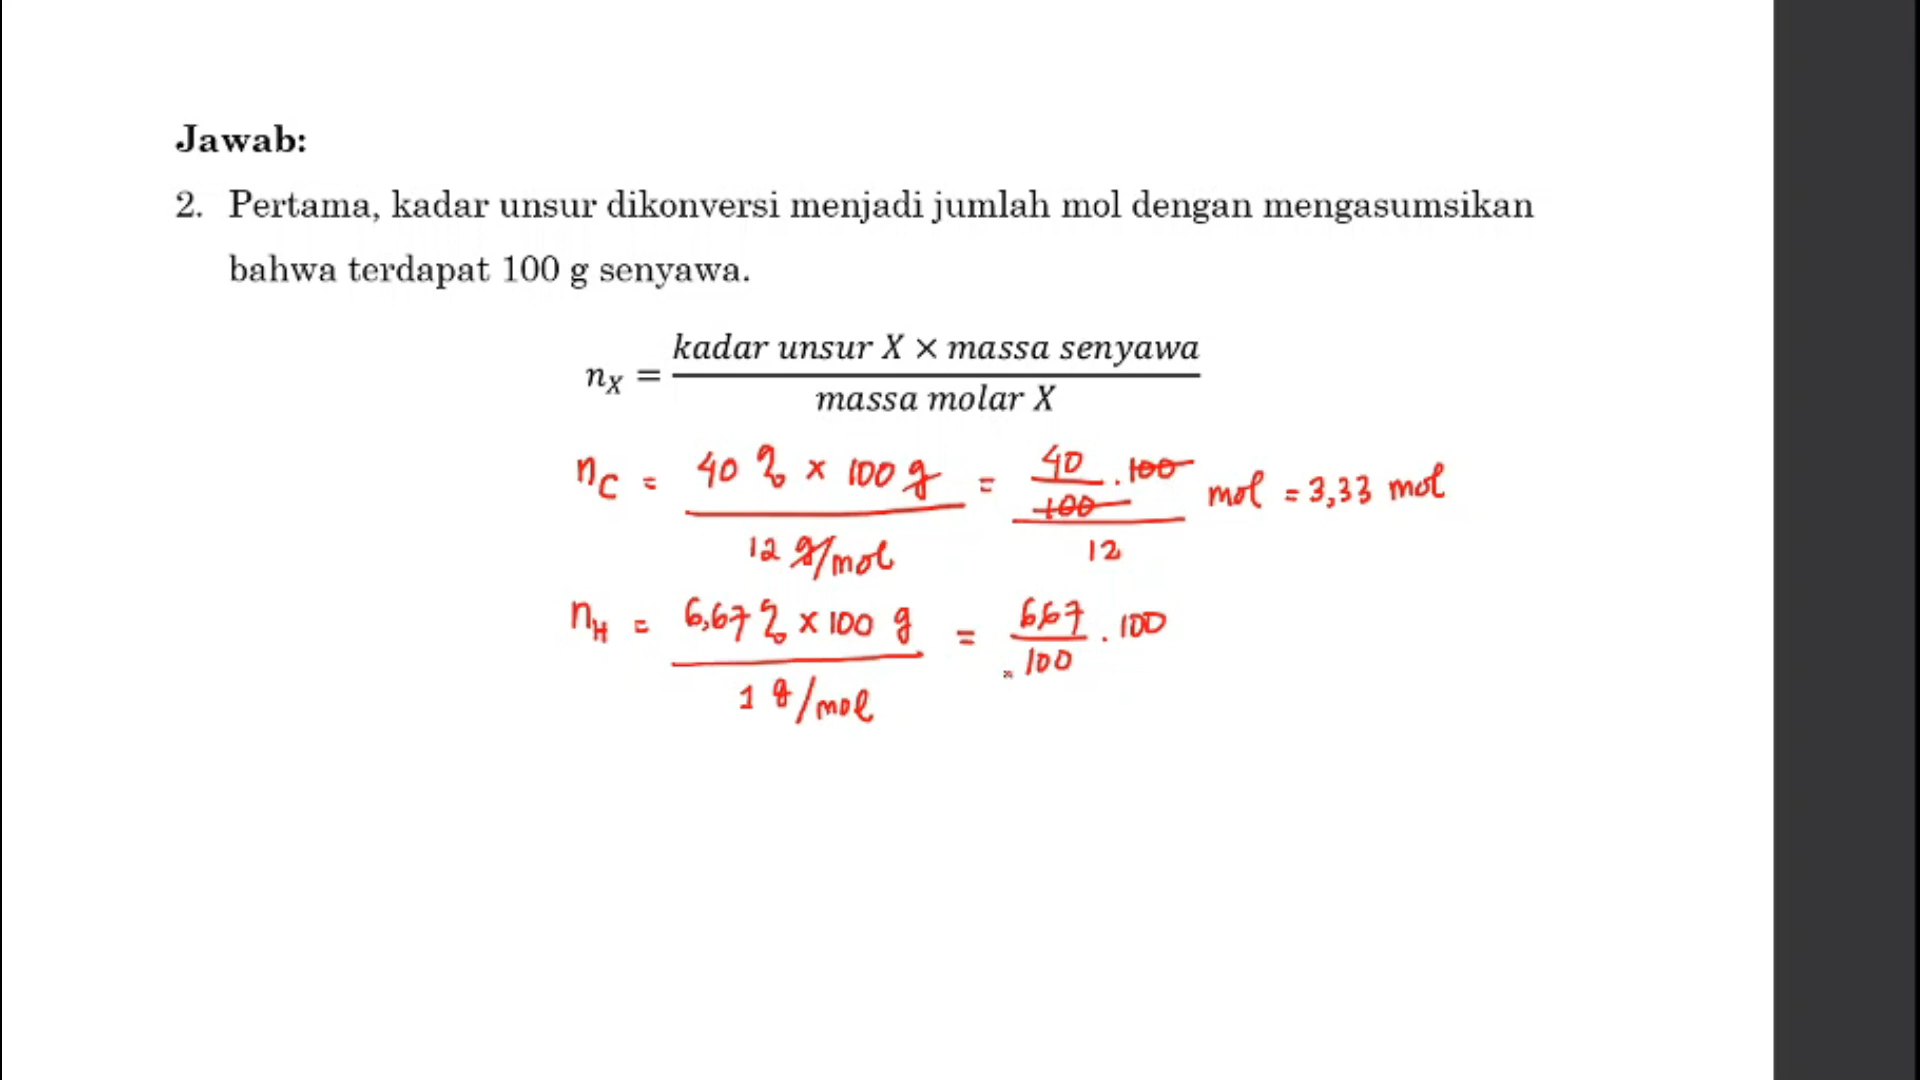 Jawab:
2. Pertama, kadar unsur dikonversi menjadi jumlah mol dengan mengasumsikan
bahwa terdapat 100 g senyawa.
n_X = kadar unsur X × massa senyawa / massa molar X
n_C = 40 % × 100 g / 12 g/mol = 40/100 . 100 / 12 mol = 3,33 mol
n_H = 6,67 % × 100 g / 1 g/mol = 6,67/100 . 100